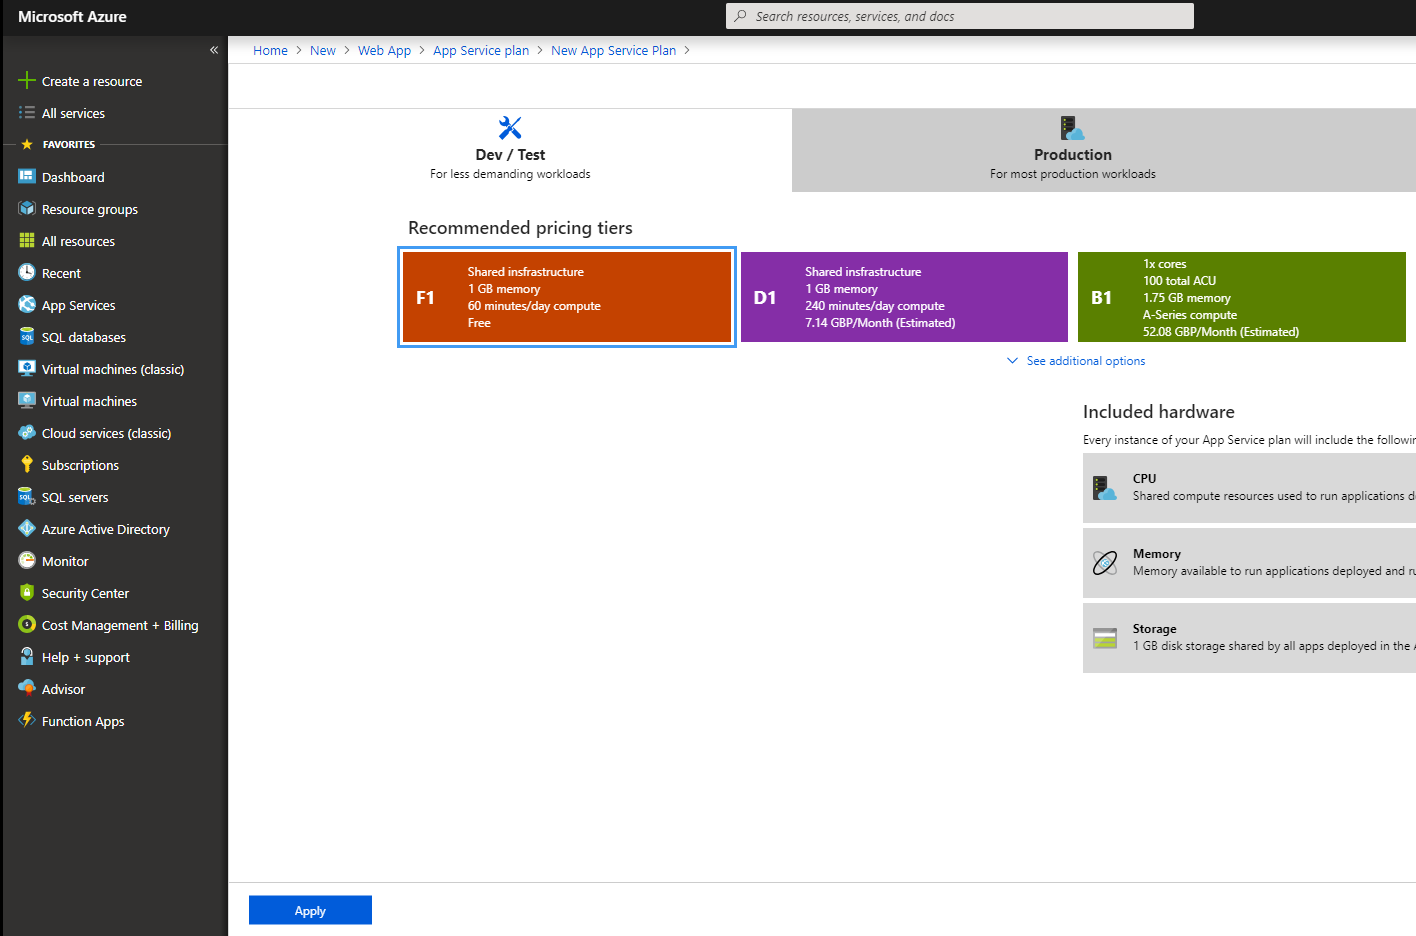 Microsoft Azure
Search resources, services, and docs
«
Home > New > Web App > App Service plan > New App Service Plan >
Create a resource
All services
FAVORITES
Dashboard
Resource groups
All resources
Recent
App Services
SQL databases
Virtual machines (classic)
Virtual machines
Cloud services (classic)
Subscriptions
SQL servers
Azure Active Directory
Monitor
Security Center
Cost Management + Billing
Help + support
Advisor
Function Apps
Dev / Test
For less demanding workloads
Production
For most production workloads
Recommended pricing tiers
F1
Shared insfrastructure
1 GB memory
60 minutes/day compute
Free
D1
Shared insfrastructure
1 GB memory
240 minutes/day compute
7.14 GBP/Month (Estimated)
B1
1x cores
100 total ACU
1.75 GB memory
A-Series compute
52.08 GBP/Month (Estimated)
See additional options
Included hardware
Every instance of your App Service plan will include the followin
CPU
Shared compute resources used to run applications d
Memory
Memory available to run applications deployed and ru
Storage
1 GB disk storage shared by all apps deployed in the A
Apply